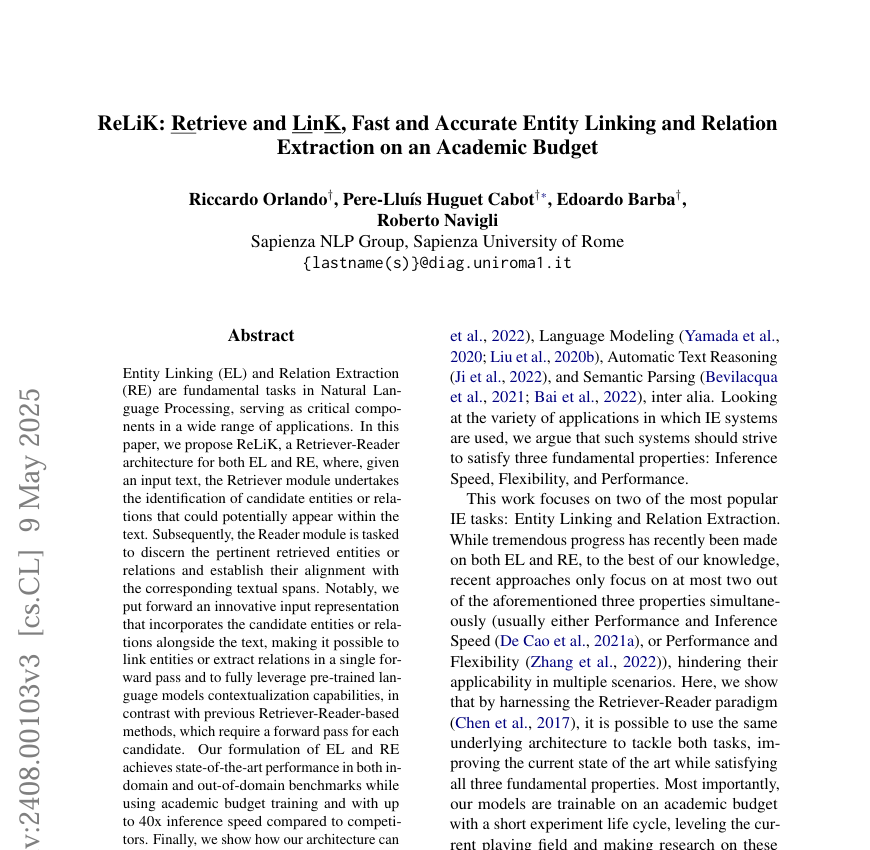 ReLiK: Retrieve and LinK, Fast and Accurate Entity Linking and Relation
Extraction on an Academic Budget
Riccardo Orlando†, Pere-Lluís Huguet Cabot†*, Edoardo Barba†,
Roberto Navigli
Sapienza NLP Group, Sapienza University of Rome
{lastname(s)}@diag.uniroma1.it
v:2408.00103v3 [cs.CL] 9 May 2025
Abstract
Entity Linking (EL) and Relation Extraction
(RE) are fundamental tasks in Natural Lan-
guage Processing, serving as critical compo-
nents in a wide range of applications. In this
paper, we propose ReLiK, a Retriever-Reader
architecture for both EL and RE, where, given
an input text, the Retriever module undertakes
the identification of candidate entities or rela-
tions that could potentially appear within the
text. Subsequently, the Reader module is tasked
to discern the pertinent retrieved entities or
relations and establish their alignment with
the corresponding textual spans. Notably, we
put forward an innovative input representation
that incorporates the candidate entities or rela-
tions alongside the text, making it possible to
link entities or extract relations in a single for-
ward pass and to fully leverage pre-trained lan-
guage models contextualization capabilities, in
contrast with previous Retriever-Reader-based
methods, which require a forward pass for each
candidate. Our formulation of EL and RE
achieves state-of-the-art performance in both in-
domain and out-of-domain benchmarks while
using academic budget training and with up
to 40x inference speed compared to competi-
tors. Finally, we show how our architecture can
et al., 2022), Language Modeling (Yamada et al.,
2020; Liu et al., 2020b), Automatic Text Reasoning
(Ji et al., 2022), and Semantic Parsing (Bevilacqua
et al., 2021; Bai et al., 2022), inter alia. Looking
at the variety of applications in which IE systems
are used, we argue that such systems should strive
to satisfy three fundamental properties: Inference
Speed, Flexibility, and Performance.
This work focuses on two of the most popular
IE tasks: Entity Linking and Relation Extraction.
While tremendous progress has recently been made
on both EL and RE, to the best of our knowledge,
recent approaches only focus on at most two out
of the aforementioned three properties simultane-
ously (usually either Performance and Inference
Speed (De Cao et al., 2021a), or Performance and
Flexibility (Zhang et al., 2022)), hindering their
applicability in multiple scenarios. Here, we show
that by harnessing the Retriever-Reader paradigm
(Chen et al., 2017), it is possible to use the same
underlying architecture to tackle both tasks, im-
proving the current state of the art while satisfying
all three fundamental properties. Most importantly,
our models are trainable on an academic budget
with a short experiment life cycle, leveling the cur-
rent playing field and making research on these